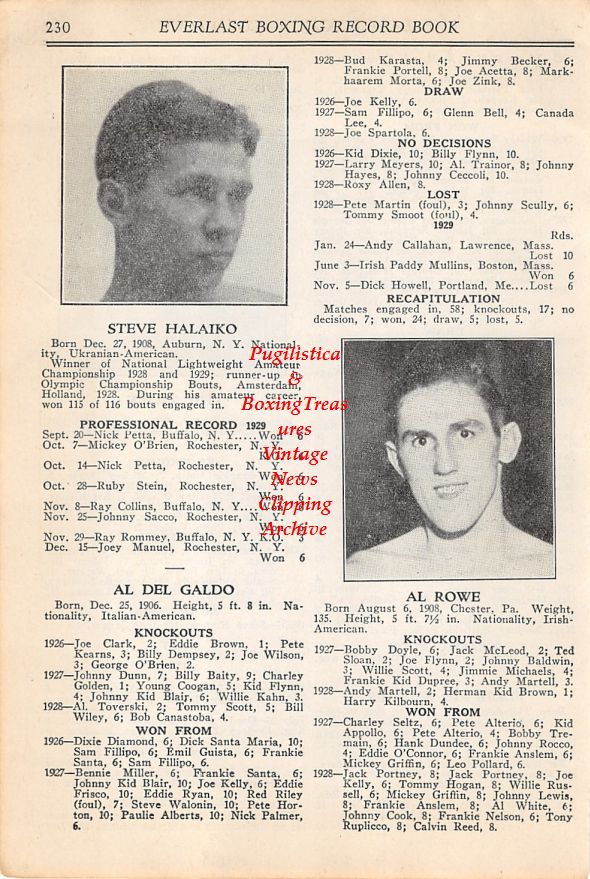 230 EVERLAST BOXING RECORD BOOK
STEVE HALAIKO
Born Dec. 27, 1908, Auburn, N. Y. National-
ity, Ukranian-American.
Winner of National Lightweight Amateur
Championship 1928 and 1929; runner-up in
Olympic Championship Bouts, Amsterdam,
Holland, 1928. During his amateur career
won 115 of 116 bouts engaged in.
PROFESSIONAL RECORD 1929
Sept. 20—Nick Petta, Buffalo, N. Y.....Won 6
Oct. 7—Mickey O'Brien, Rochester, N. Y.
Oct. 14—Nick Petta, Rochester, N. Y.
Won 6
Oct. 28—Ruby Stein, Rochester, N. Y.
Won 6
Nov. 8—Ray Collins, Buffalo, N. Y....Won
Nov. 25—Johnny Sacco, Rochester, N. Y.
Won 6
Nov. 29—Ray Rommey, Buffalo, N. Y. K.O. 3
Dec. 15—Joey Manuel, Rochester, N. Y.
Won 6
AL DEL GALDO
Born, Dec. 25, 1906. Height, 5 ft. 8 in. Na-
tionality, Italian-American.
KNOCKOUTS
1926—Joe Clark, 2; Eddie Brown, 1; Pete
Kearns, 3; Billy Dempsey, 2; Joe Wilson,
3; George O'Brien, 2.
1927—Johnny Dunn, 7; Billy Baity, 9; Charley
Golden, 1; Young Coogan, 5; Kid Flynn,
4; Johnny Kid Blair, 6; Willie Kahn, 3.
1928—Al. Toverski, 2; Tommy Scott, 5; Bill
Wiley, 6; Bob Canastoba, 4.
WON FROM
1926—Dixie Diamond, 6; Dick Santa Maria, 10;
Sam Fillipo, 6; Emil Guista, 6; Frankie
Santa, 6; Sam Fillipo, 6.
1927—Bennie Miller, 6; Frankie Santa, 6;
Johnny Kid Blair, 10; Joe Kelly, 6; Eddie
Frisco, 10; Eddie Ryan, 10; Red Riley
(foul), 7; Steve Walonin, 10; Pete Hor-
ton, 10; Paulie Alberts, 10; Nick Palmer,
6.
1928—Bud Karasta, 4; Jimmy Becker, 6;
Frankie Portell, 8; Joe Acetta, 8; Mark-
haarem Morta, 6; Joe Zink, 8.
DRAW
1926—Joe Kelly, 6.
1927—Sam Fillipo, 6; Glenn Bell, 4; Canada
Lee, 4.
1928—Joe Spartola, 6.
NO DECISIONS
1926—Kid Dixie, 10; Billy Flynn, 10.
1927—Larry Meyers, 10; Al. Trainor, 8; Johnny
Hayes, 8; Johnny Ceccoli, 10.
1928—Roxy Allen, 8.
LOST
1928—Pete Martin (foul), 3; Johnny Scully, 6;
Tommy Smoot (foul), 4.
1929
Rds.
Jan. 24—Andy Callahan, Lawrence, Mass.
Lost 10
June 3—Irish Paddy Mullins, Boston, Mass.
Won 6
Nov. 5—Dick Howell, Portland, Me....Lost 6
RECAPITULATION
Matches engaged in, 58; knockouts, 17; no
decision, 7; won, 24; draw, 5; lost, 5.
AL ROWE
Born August 6, 1908, Chester, Pa. Weight,
135. Height, 5 ft. 7½ in. Nationality, Irish-
American.
KNOCKOUTS
1927—Bobby Doyle, 6; Jack McLeod, 2; Ted
Sloan, 2; Joe Flynn, 2; Johnny Baldwin,
3; Willie Scott, 4; Jimmie Michaels, 4;
Frankie Kid Dupree, 3; Andy Martell, 3.
1928—Andy Martell, 2; Herman Kid Brown, 1;
Harry Kilbourn, 4.
WON FROM
1927—Charley Seltz, 6; Pete Alterio, 6; Kid
Appollo, 6; Pete Alterio, 4; Bobby Tre-
main, 6; Hank Dundee, 6; Johnny Rocco,
4; Eddie O'Connor, 6; Frankie Anslem, 6;
Mickey Griffin, 6; Leo Pollard, 6.
1928—Jack Portney, 8; Jack Portney, 8; Joe
Kelly, 6; Tommy Hogan, 8; Willie Rus-
sell, 6; Mickey Griffin, 8; Johnny Lewis,
8; Frankie Anslem, 8; Al White, 6;
Johnny Cook, 8; Frankie Nelson, 6; Tony
Ruplicco, 8; Calvin Reed, 8.
Pugilistica
&
BoxingTreas
ures
Vintage
News
Clipping
Archive